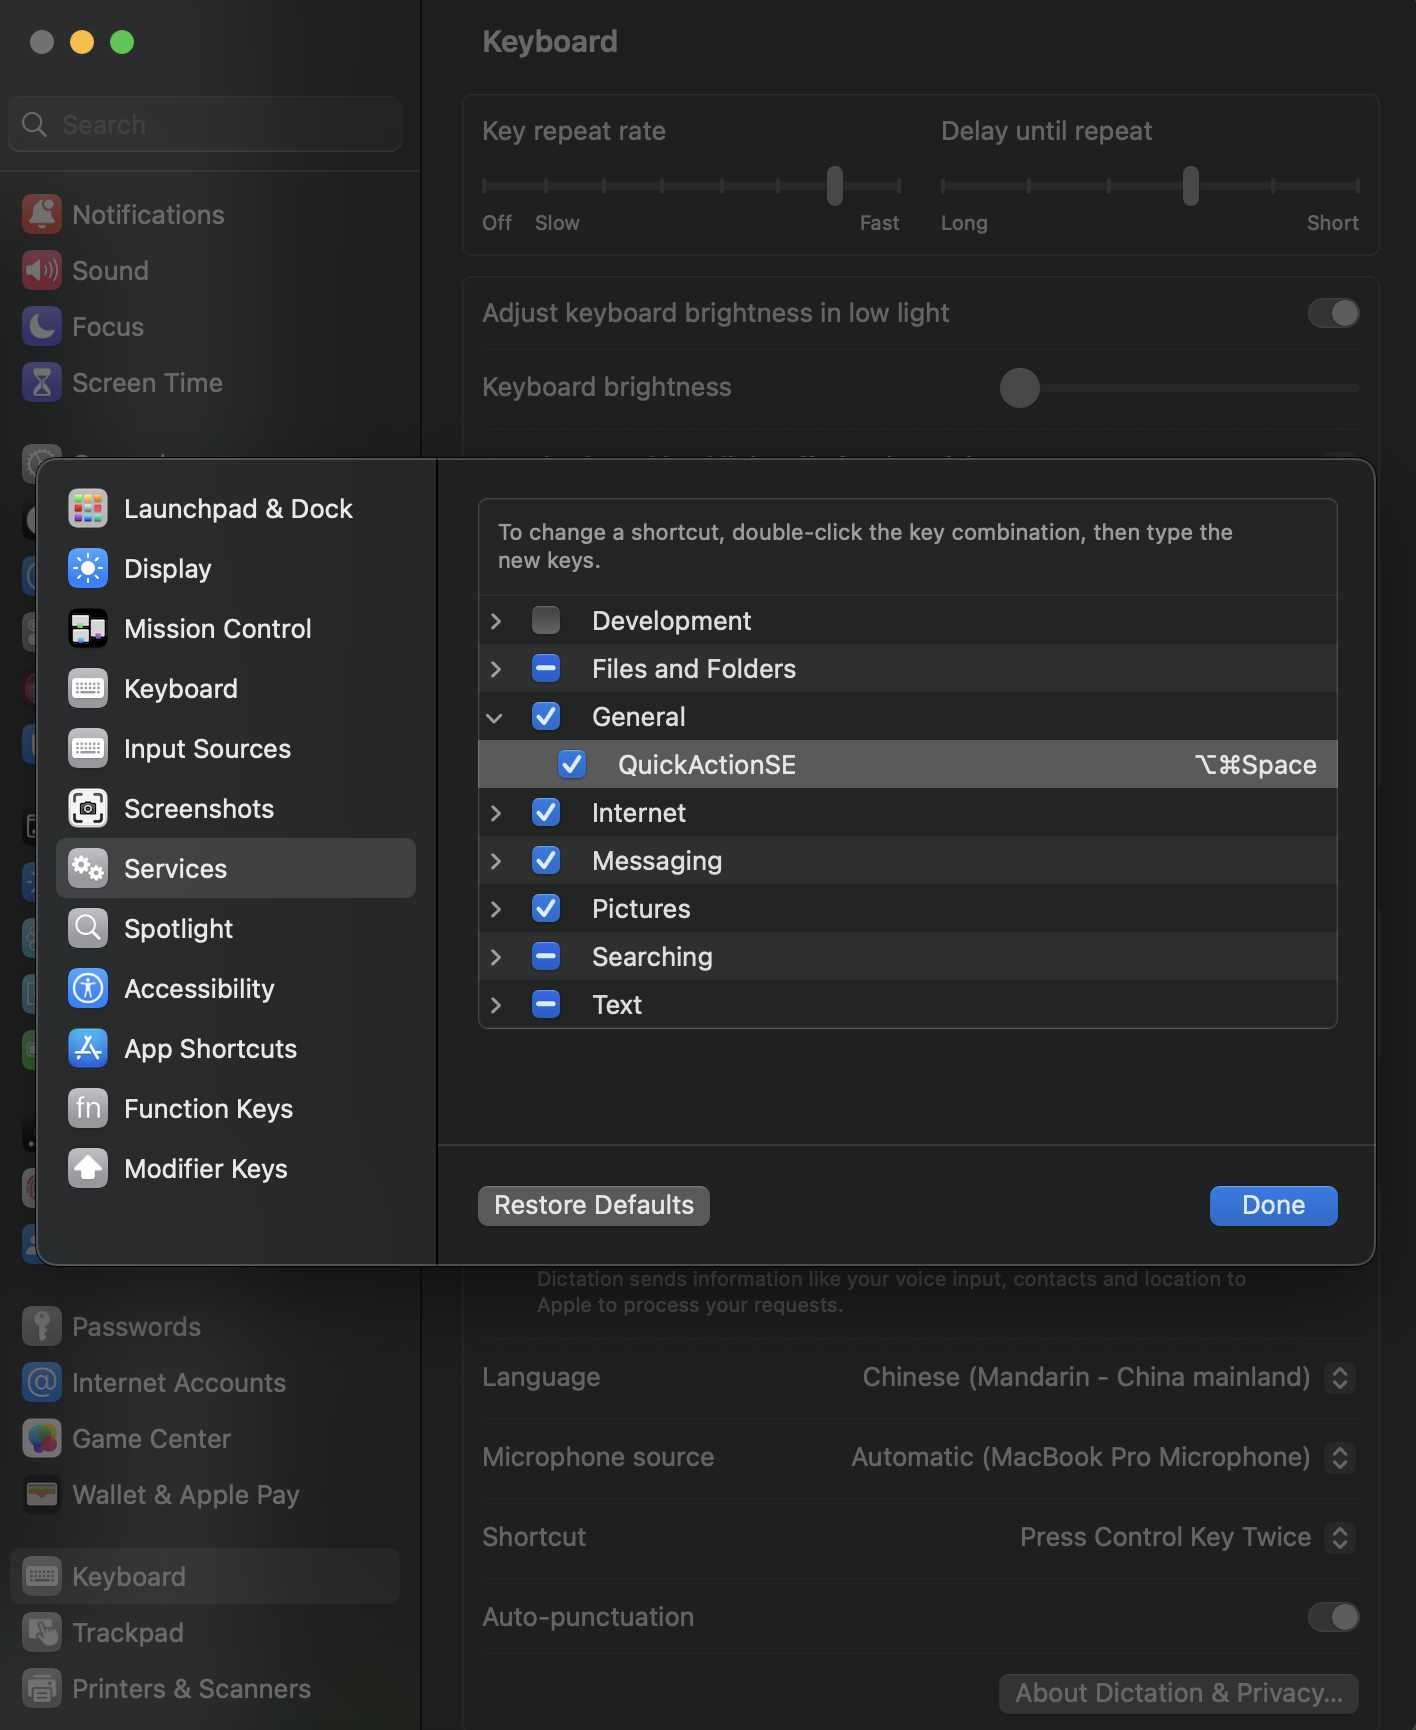 Keyboard
Search
Notifications
Sound
Focus
Screen Time
Key repeat rate
Delay until repeat
Off
Slow
Fast
Long
Short
Adjust keyboard brightness in low light
Keyboard brightness
Launchpad & Dock
Display
Mission Control
Keyboard
Input Sources
Screenshots
Services
Spotlight
Accessibility
App Shortcuts
fn
Function Keys
Modifier Keys
To change a shortcut, double-click the key combination, then type the
new keys.
Development
Files and Folders
General
QuickActionSE ⌥⌘Space
Internet
Messaging
Pictures
Searching
Text
Restore Defaults
Done
Passwords
Internet Accounts
Game Center
Wallet & Apple Pay
Keyboard
Trackpad
Printers & Scanners
Dictation sends information like your voice input, contacts and location to
Apple to process your requests.
Language Chinese (Mandarin - China mainland)
Microphone source Automatic (MacBook Pro Microphone)
Shortcut Press Control Key Twice
Auto-punctuation
About Dictation & Privacy...